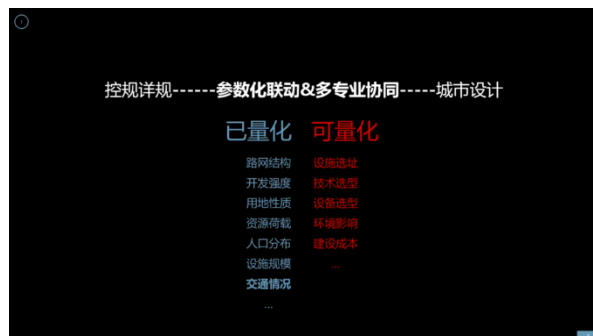 控规详规------参数化联动&多专业协同-----城市设计
已量化 可量化
路网结构 设施选址
开发强度 技术选型
用地性质 设备选型
资源荷载 环境影响
人口分布 建设成本
设施规模 ...
交通情况
...